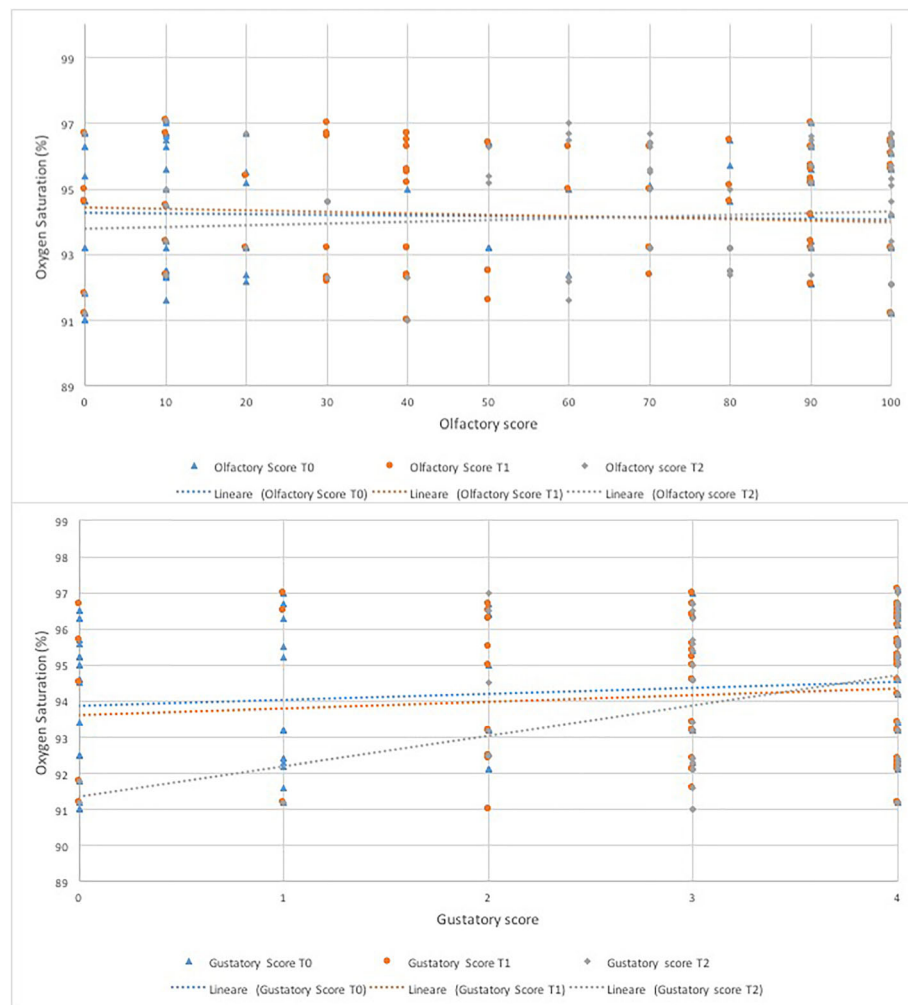 99
97
95
93
91
89
Oxygen Saturation (%)
0 10 20 30 40 50 60 70 80 90 100
Olfactory score
Olfactory Score T0 Olfactory Score T1 Olfactory score T2
Lineare (Olfactory Score T0) Lineare (Olfactory Score T1) Lineare (Olfactory score T2)
99
98
97
96
95
94
93
92
91
90
89
Oxygen Saturation (%)
0 1 2 3 4
Gustatory score
Gustatory Score T0 Gustatory Score T1 Gustatory score T2
Lineare (Gustatory Score T0) Lineare (Gustatory Score T1) Lineare (Gustatory score T2)